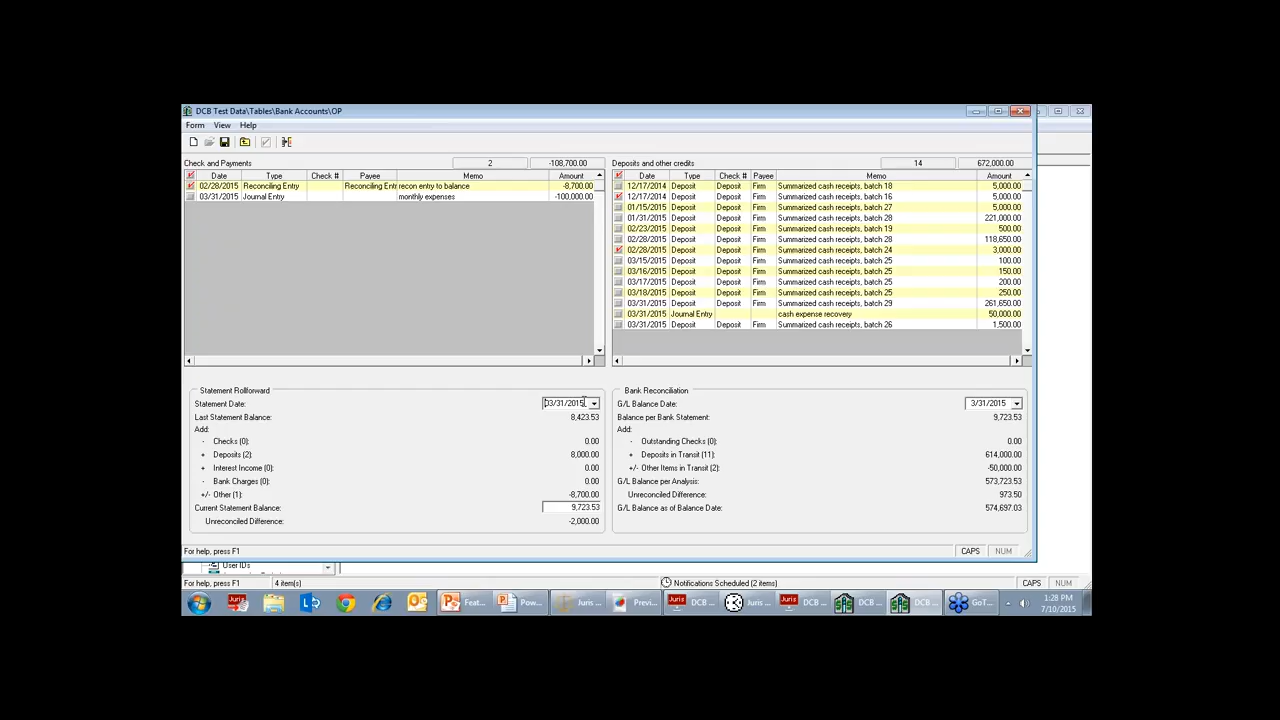 DCB Test Data\Tables\Bank Accounts\OP
Form View Help
Check and Payments 2 -108,700.00
Date Type Check # Payee Memo Amount
02/28/2015 Reconciling Entry Reconciling Entr recon entry to balance -8,700.00
03/31/2015 Journal Entry monthly expenses -100,000.00
Deposits and other credits 14 672,000.00
Date Type Check # Payee Memo Amount
12/17/2014 Deposit Deposit Firm Summarized cash receipts, batch 18 5,000.00
12/17/2014 Deposit Deposit Firm Summarized cash receipts, batch 16 5,000.00
01/15/2015 Deposit Deposit Firm Summarized cash receipts, batch 27 5,000.00
01/31/2015 Deposit Deposit Firm Summarized cash receipts, batch 28 221,000.00
02/23/2015 Deposit Deposit Firm Summarized cash receipts, batch 19 500.00
02/28/2015 Deposit Deposit Firm Summarized cash receipts, batch 28 118,650.00
02/28/2015 Deposit Deposit Firm Summarized cash receipts, batch 24 3,000.00
03/15/2015 Deposit Deposit Firm Summarized cash receipts, batch 25 100.00
03/16/2015 Deposit Deposit Firm Summarized cash receipts, batch 25 150.00
03/17/2015 Deposit Deposit Firm Summarized cash receipts, batch 25 200.00
03/18/2015 Deposit Deposit Firm Summarized cash receipts, batch 25 250.00
03/31/2015 Deposit Deposit Firm Summarized cash receipts, batch 29 261,650.00
03/31/2015 Journal Entry cash expense recovery 50,000.00
03/31/2015 Deposit Deposit Firm Summarized cash receipts, batch 26 1,500.00
Statement Rollforward
Statement Date: 03/31/2015
Last Statement Balance: 8,423.53
Add:
- Checks (0): 0.00
+ Deposits (2) 8,000.00
+ Interest Income (0): 0.00
- Bank Charges (0): 0.00
+/- Other (1) -8,700.00
Current Statement Balance: 9,723.53
Unreconciled Difference: -2,000.00
Bank Reconciliation
G/L Balance Date: 3/31/2015
Balance per Bank Statement: 9,723.53
Add:
- Outstanding Checks (0): 0.00
+ Deposits in Transit (11) 614,000.00
+/- Other Items in Transit (2) -50,000.00
G/L Balance per Analysis: 573,723.53
Unreconciled Difference: 973.50
G/L Balance as of Balance Date: 574,697.03
For help, press F1 CAPS NUM
User IDs
For help, press F1 4 item(s) Notifications Scheduled (2 items) CAPS NUM
Juris Feat... Pow... Juris ... Previ... Juris DCB ... Juris ... Juris DCB ... DCB ... DCB ... GoT... 1:28 PM
7/10/2015